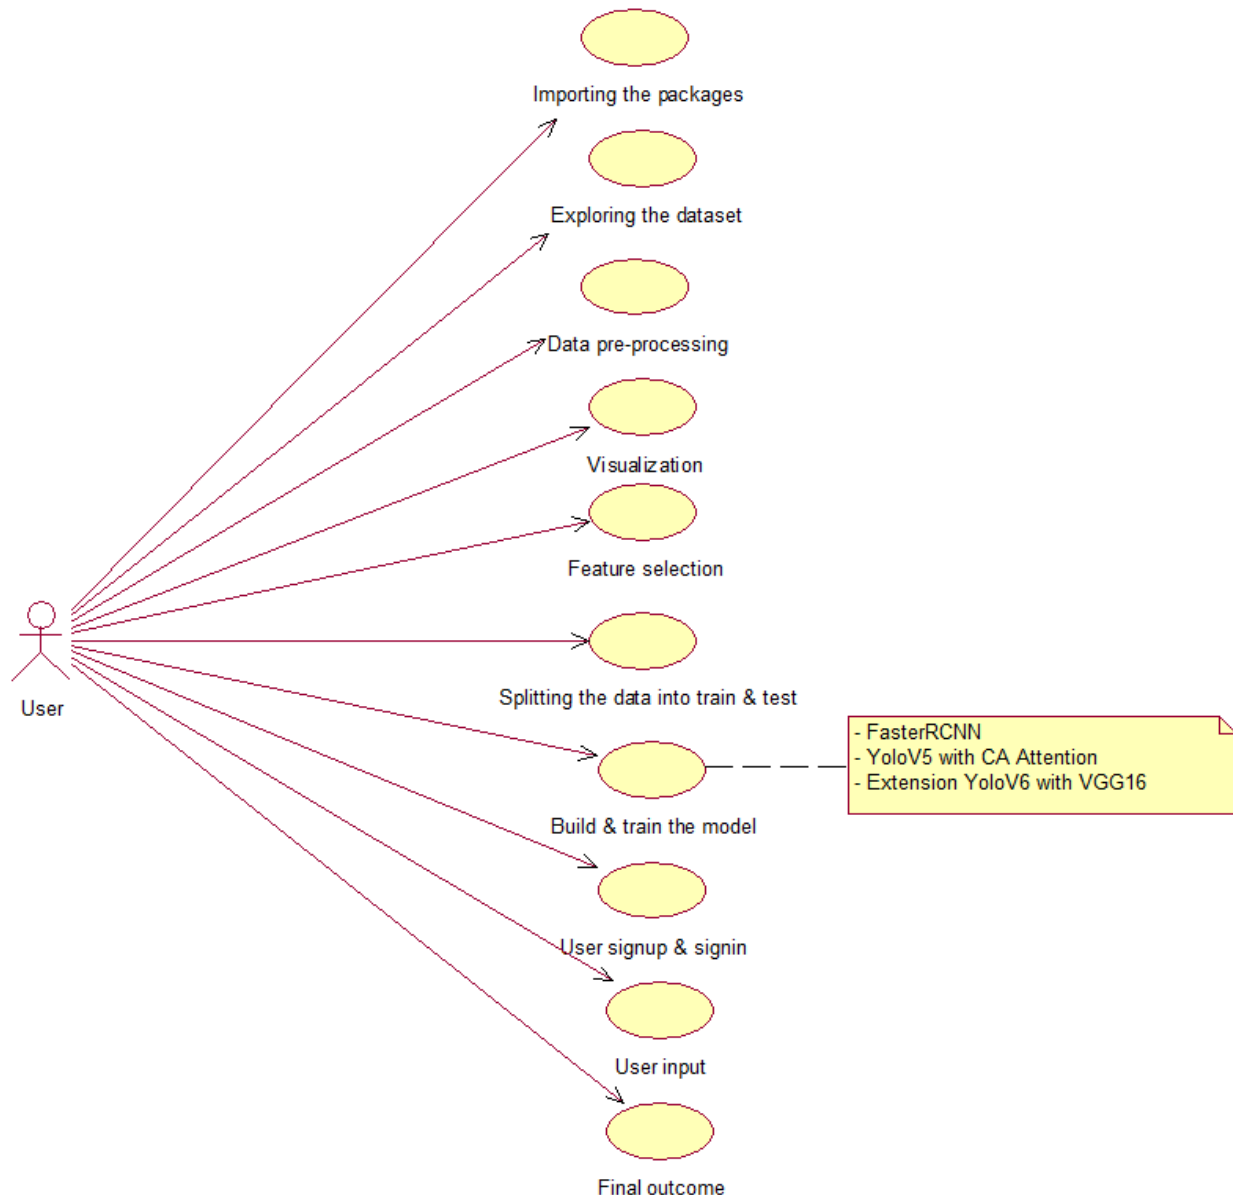 Importing the packages
Exploring the dataset
Data pre-processing
Visualization
Feature selection
Splitting the data into train & test
User
- FasterRCNN
- YoloV5 with CA Attention
- Extension YoloV6 with VGG16
Build & train the model
User signup & signin
User input
Final outcome